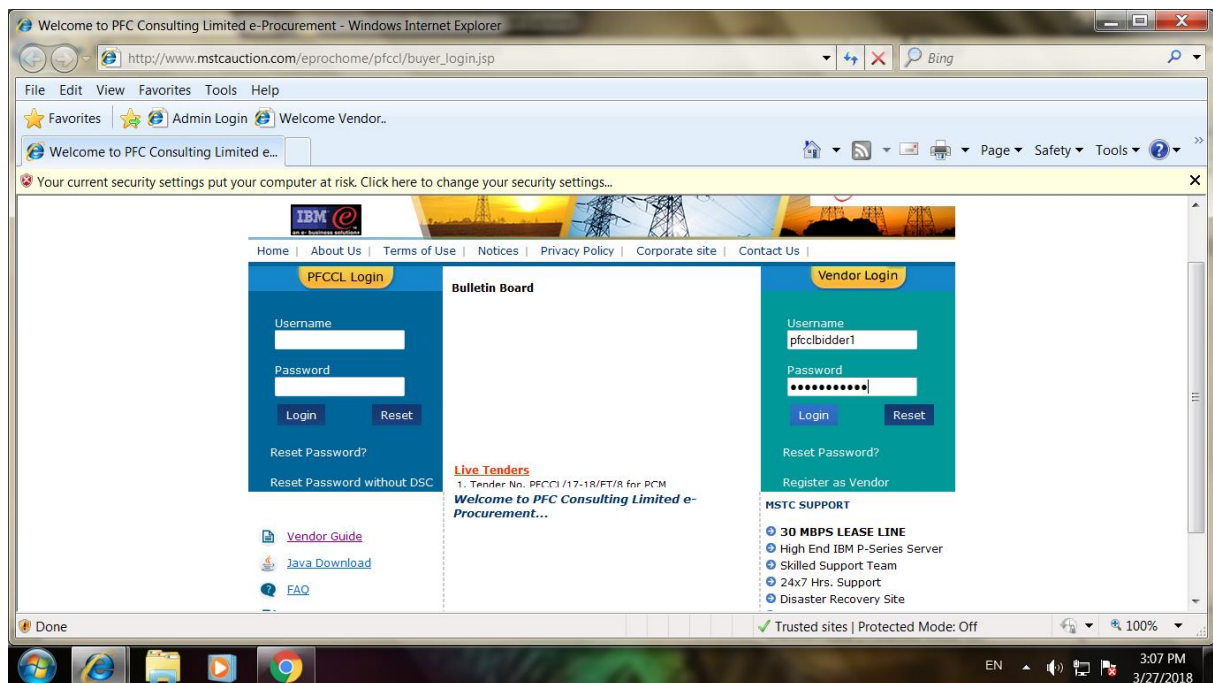 Welcome to PFC Consulting Limited e-Procurement - Windows Internet Explorer
http://www.mstcauction.com/eprochome/pfccl/buyer_login.jsp
Bing
File Edit View Favorites Tools Help
Favorites Admin Login Welcome Vendor..
Welcome to PFC Consulting Limited e...
Page Safety Tools
Your current security settings put your computer at risk. Click here to change your security settings...
IBM e
an e-business solutions
Home | About Us | Terms of Use | Notices | Privacy Policy | Corporate site | Contact Us |
PFCCL Login
Username
Password
Login Reset
Reset Password?
Reset Password without DSC
Bulletin Board
Live Tenders
1. Tender No. PFCCL/17-18/ET/8 for PCM
Welcome to PFC Consulting Limited e-
Procurement...
Vendor Login
Username
pfcclbidder1
Password
•••••••••••
Login Reset
Reset Password?
Register as Vendor
Vendor Guide
Java Download
FAQ
MSTC SUPPORT
30 MBPS LEASE LINE
High End IBM P-Series Server
Skilled Support Team
24x7 Hrs. Support
Disaster Recovery Site
Done
Trusted sites | Protected Mode: Off
100%
EN
3:07 PM
3/27/2018